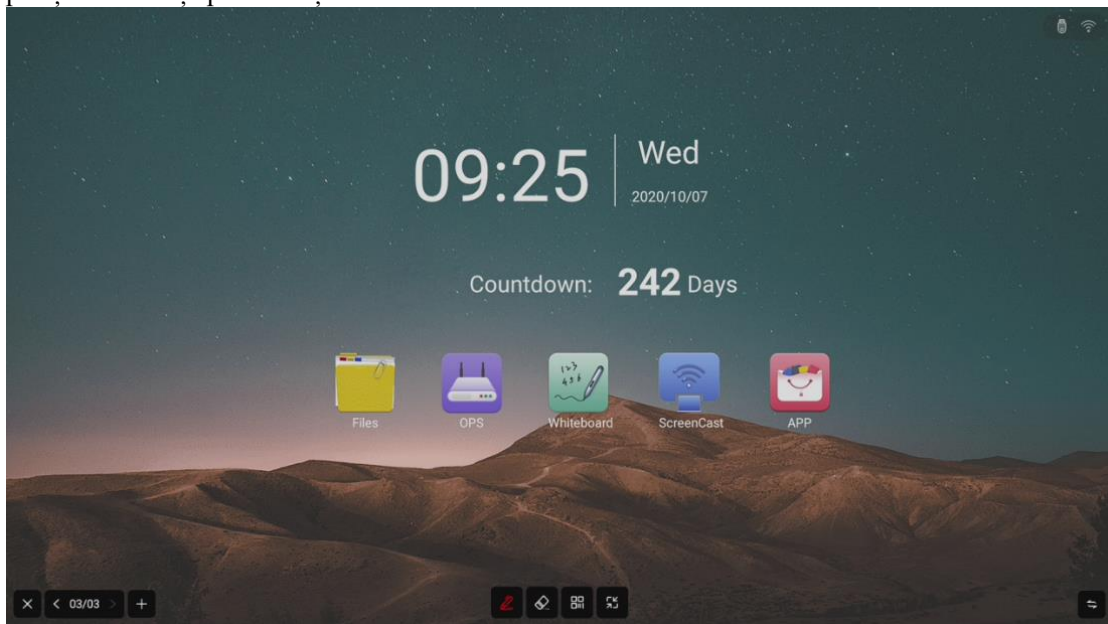 09:25
Wed
2020/10/07
Countdown: 242 Days
Files
OPS
Whiteboard
ScreenCast
APP
03/03